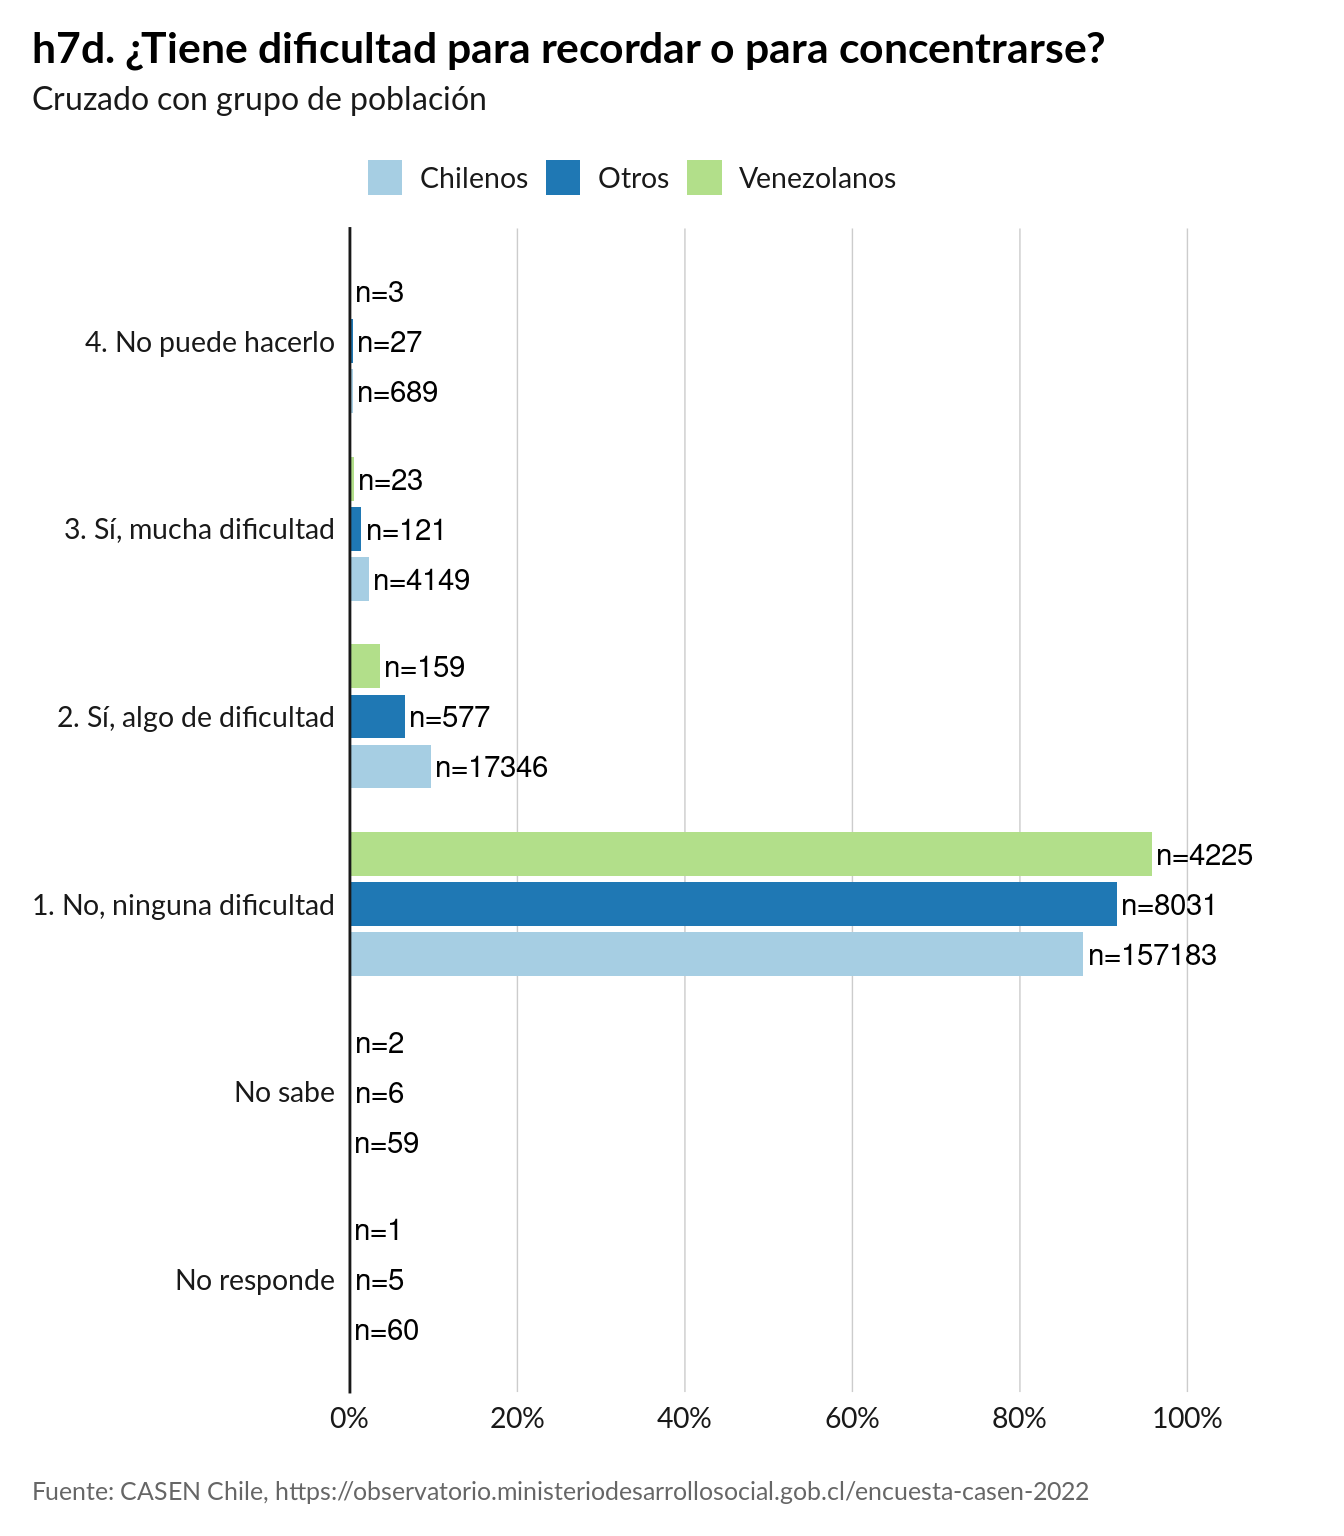 h7d. ¿Tiene dificultad para recordar o para concentrarse?
Cruzado con grupo de población
Chilenos Otros Venezolanos
n=3
4. No puede hacerlo n=27
n=689
n=23
3. Sí, mucha dificultad n=121
n=4149
n=159
2. Sí, algo de dificultad n=577
n=17346
n=4225
1. No, ninguna dificultad n=8031
n=157183
n=2
No sabe n=6
n=59
n=1
No responde n=5
n=60
0% 20% 40% 60% 80% 100%
Fuente: CASEN Chile, https://observatorio.ministeriodesarrollosocial.gob.cl/encuesta-casen-2022